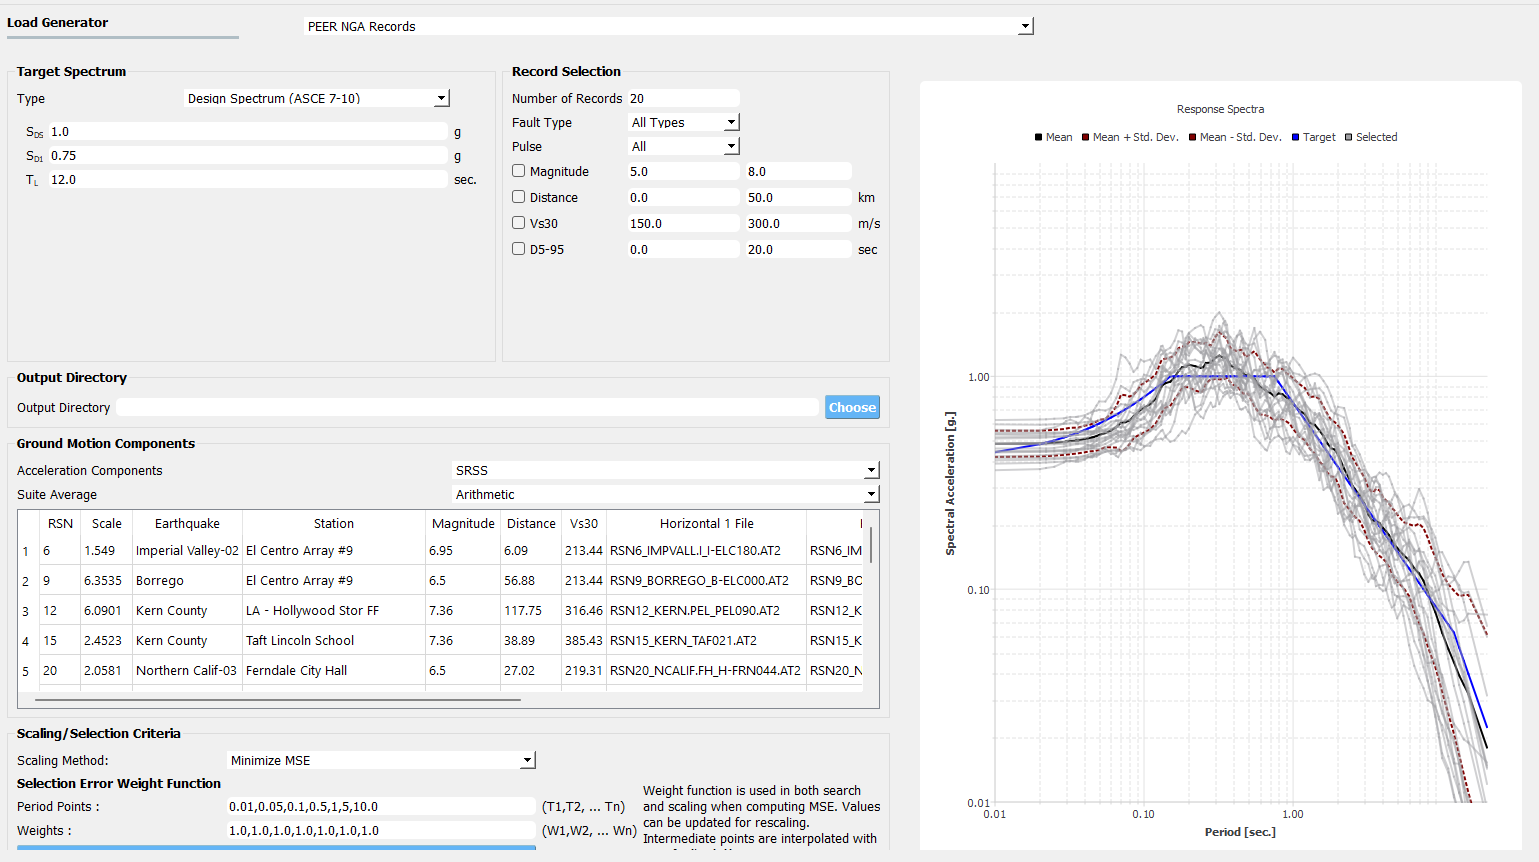 Load Generator
PEER NGA Records
Target Spectrum
Type
Design Spectrum (ASCE 7-10)
SDS 1.0 g
SD1 0.75 g
TL 12.0 sec.
Record Selection
Number of Records 20
Fault Type All Types
Pulse All
Magnitude 5.0 8.0
Distance 0.0 50.0 km
Vs30 150.0 300.0 m/s
D5-95 0.0 20.0 sec
Output Directory
Output Directory Choose
Ground Motion Components
Acceleration Components SRSS
Suite Average Arithmetic
RSN Scale Earthquake Station Magnitude Distance Vs30 Horizontal 1 File
1 6 1.549 Imperial Valley-02 El Centro Array #9 6.95 6.09 213.44 RSN6_IMPVALL.I_I-ELC180.AT2 RSN6_IM
2 9 6.3535 Borrego El Centro Array #9 6.5 56.88 213.44 RSN9_BORREGO_B-ELC000.AT2 RSN9_BO
3 12 6.0901 Kern County LA - Hollywood Stor FF 7.36 117.75 316.46 RSN12_KERN.PEL_PEL090.AT2 RSN12_K
4 15 2.4523 Kern County Taft Lincoln School 7.36 38.89 385.43 RSN15_KERN_TAF021.AT2 RSN15_K
5 20 2.0581 Northern Calif-03 Ferndale City Hall 6.5 27.02 219.31 RSN20_NCALIF.FH_H-FRN044.AT2 RSN20_N
Scaling/Selection Criteria
Scaling Method: Minimize MSE
Selection Error Weight Function
Period Points : 0.01,0.05,0.1,0.5,1,5,10.0 (T1,T2, ... Tn)
Weights : 1.0,1.0,1.0,1.0,1.0,1.0,1.0 (W1,W2, ... Wn)
Weight function is used in both search
and scaling when computing MSE. Values
can be updated for rescaling.
Intermediate points are interpolated with
Response Spectra
Mean Mean + Std. Dev. Mean - Std. Dev. Target Selected
Spectral Acceleration [g.]
1.00
0.10
0.01
0.01 0.10 1.00
Period [sec.]